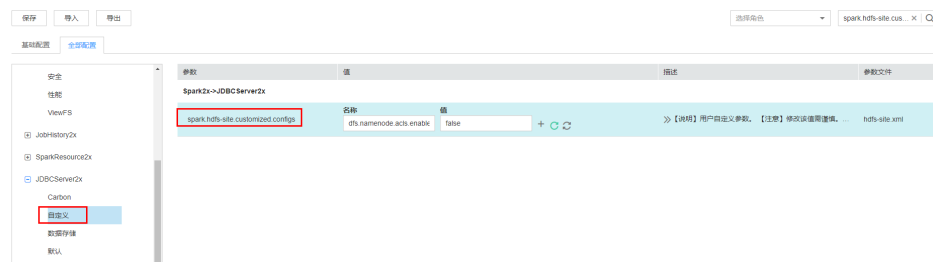 保存 导入 导出 选择角色 spark.hdfs-site.cus... ×
基础配置 全部配置
安全
性能
ViewFS
JobHistory2x
SparkResource2x
JDBCServer2x
Carbon
自定义
数据存储
默认
参数 值 描述 参数文件
Spark2x->JDBCServer2x
名称 值
spark.hdfs-site.customized.configs dfs.namenode.acls.enable false + 【说明】用户自定义参数。 【注意】修改该值需谨慎。... hdfs-site.xml